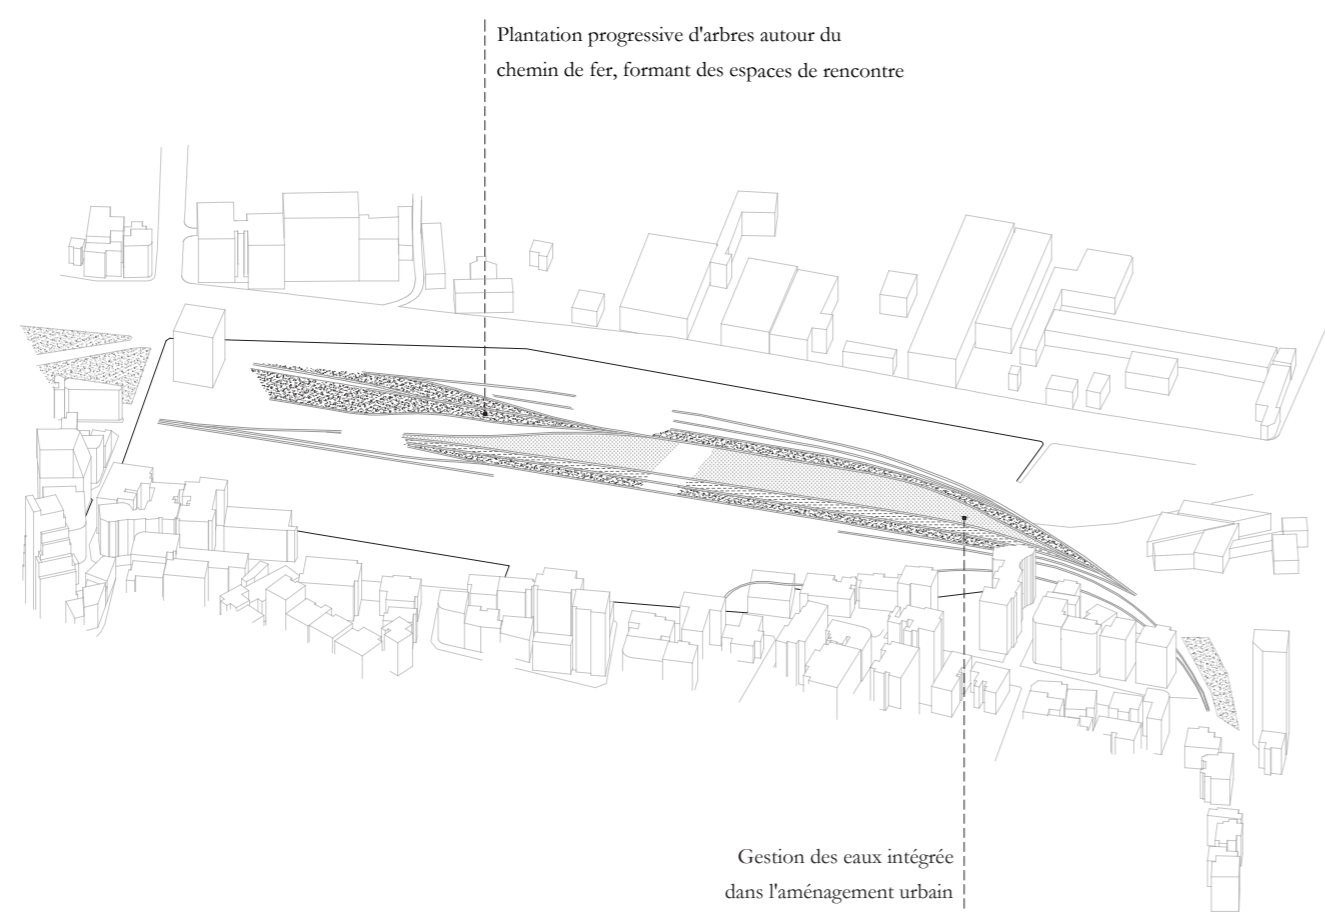 Plantation progressive d'arbres autour du
chemin de fer, formant des espaces de rencontre
Gestion des eaux intégrée
dans l'aménagement urbain